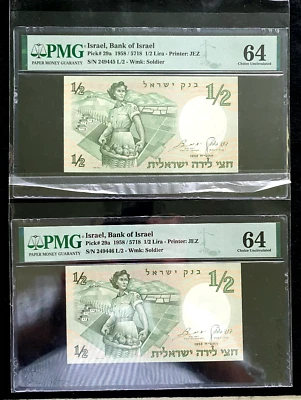 PMG
PAPER MONEY GUARANTY
Israel, Bank of Israel
Pick# 29a 1958 / 5718 1/2 Lira - Printer: JEZ
S/N 249445 L/2 - Wmk: Soldier
64
Choice Uncirculated
1/2
בנק ישראל
1/2
1/2
חצי לירה ישראלית
PMG
PAPER MONEY GUARANTY
Israel, Bank of Israel
Pick# 29a 1958 / 5718 1/2 Lira - Printer: JEZ
S/N 249446 L/2 - Wmk: Soldier
64
Choice Uncirculated
בנק ישראל
1/2
1/2
חצי לירה ישראלית